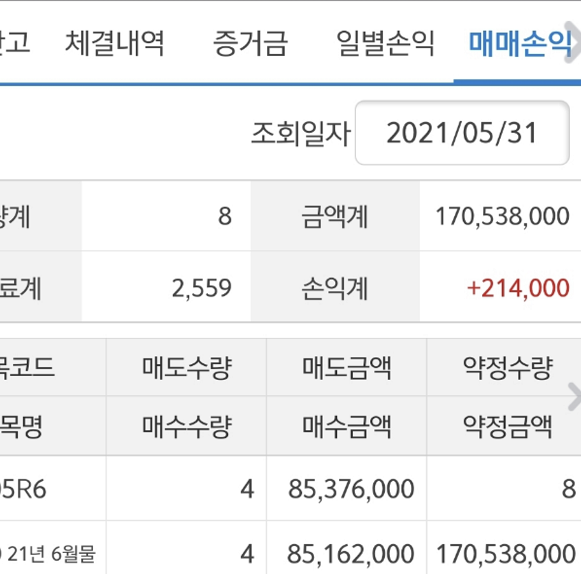 체결내역 증거금 일별손익 매매손익
조회일자 2021/05/31
8 금액계 170,538,000
료계 2,559 손익계 +214,000
목코드 매도수량 매도금액 약정수량
목명 매수수량 매수금액 약정금액
5R6 4 85,376,000 8
21년 6월물 4 85,162,000 170,538,000